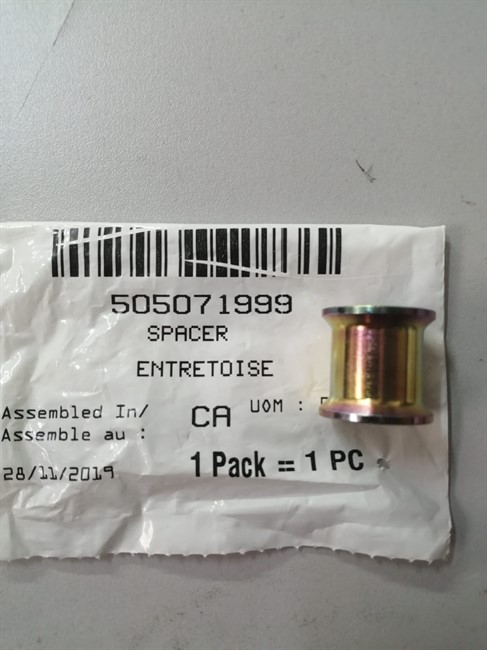 505071999
SPACER
ENTRETOISE
Assembled In/
Assemble au :
CA
UOM :
28/11/2019
1 Pack = 1 PC